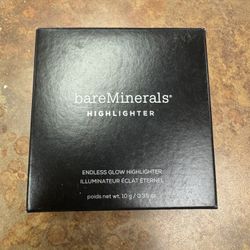 bareMinerals®
HIGHLIGHTER
ENDLESS GLOW HIGHLIGHTER
ILLUMINATEUR ÉCLAT ÉTERNEL
poids net wt. 10 g / 0.35 oz.